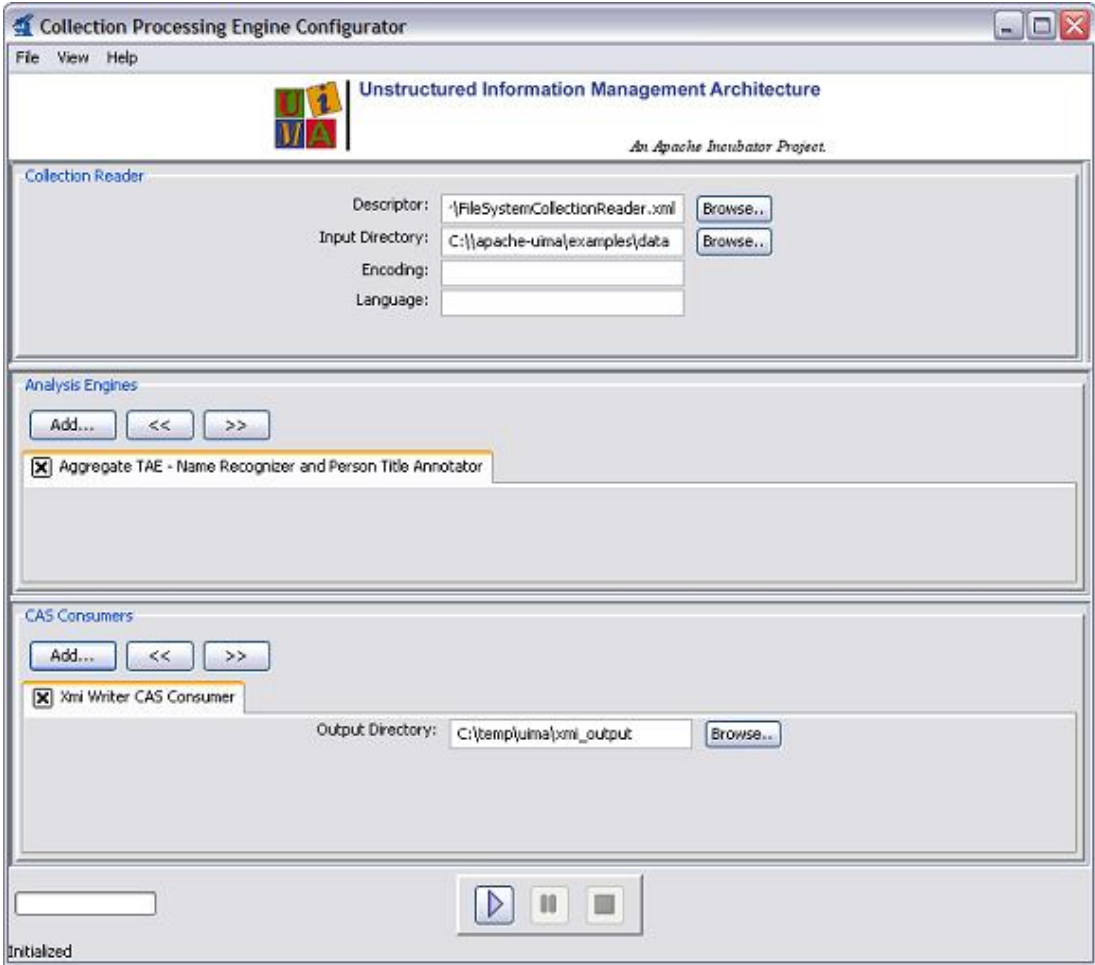 Collection Processing Engine Configurator
File View Help
UiMA
Unstructured Information Management Architecture
An Apache Incubator Project.
Collection Reader
Descriptor: \FileSystemCollectionReader.xml Browse..
Input Directory: C:\\apache-uima\examples\data Browse..
Encoding:
Language:
Analysis Engines
Add... << >>
Aggregate TAE - Name Recognizer and Person Title Annotator
CAS Consumers
Add... << >>
Xmi Writer CAS Consumer
Output Directory: C:\temp\uima\xmi_output Browse..
Initialized